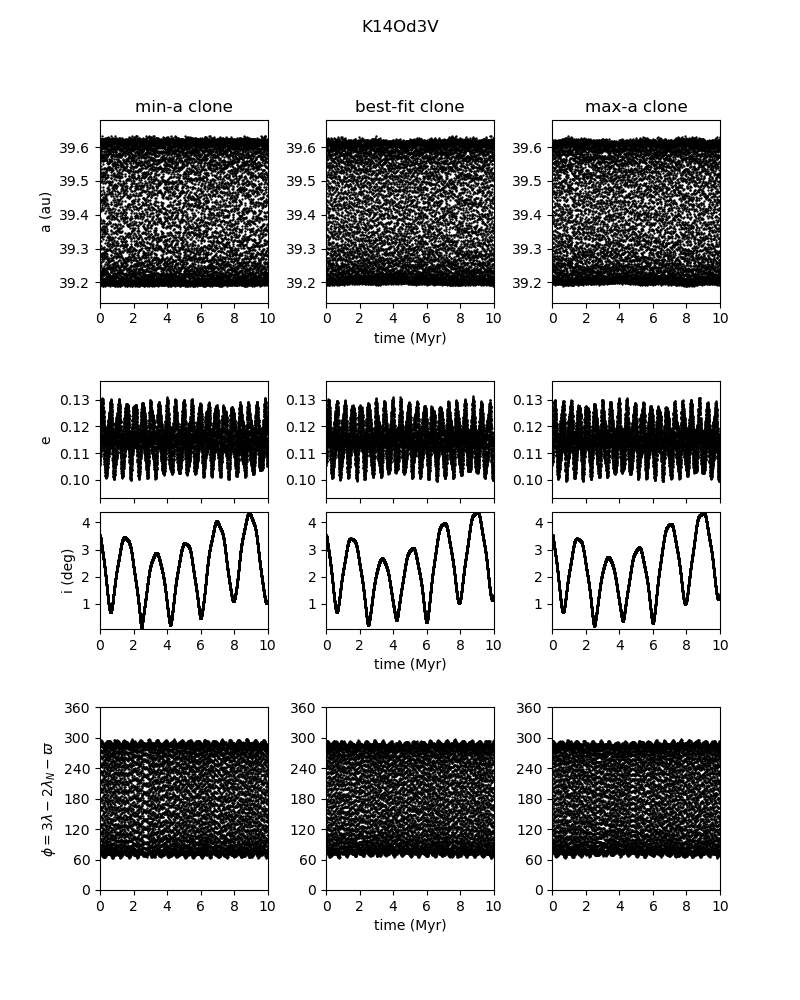 K14Od3V
min-a clone best-fit clone max-a clone
39.6 39.6 39.6
39.5 39.5 39.5
39.4 39.4 39.4
39.3 39.3 39.3
39.2 39.2 39.2
a (au)
0 2 4 6 8 10 0 2 4 6 8 10 0 2 4 6 8 10
time (Myr)
0.13 0.13 0.13
0.12 0.12 0.12
0.11 0.11 0.11
0.10 0.10 0.10
e
4 4 4
3 3 3
2 2 2
1 1 1
i (deg)
0 2 4 6 8 10 0 2 4 6 8 10 0 2 4 6 8 10
time (Myr)
360 360 360
300 300 300
240 240 240
180 180 180
120 120 120
60 60 60
0 0 0
ϕ = 3λ − 2λ_N − ϖ
0 2 4 6 8 10 0 2 4 6 8 10 0 2 4 6 8 10
time (Myr)